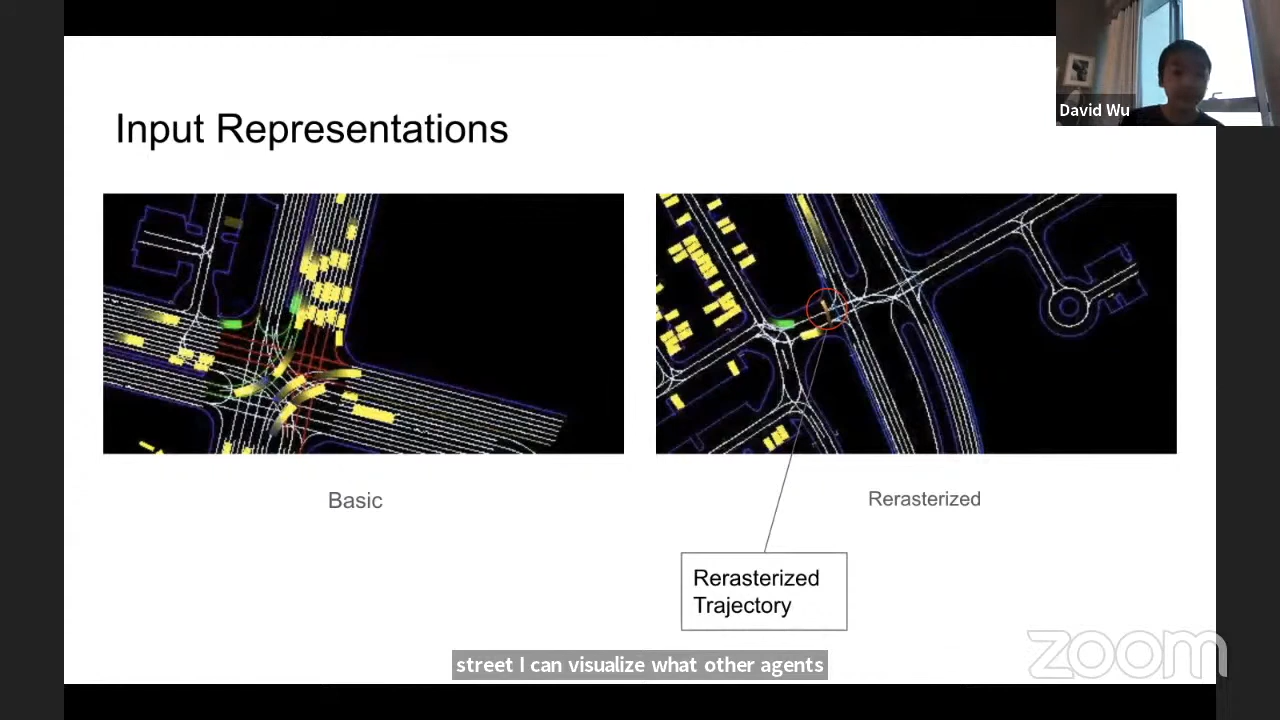 David Wu
Input Representations
Basic
Rerasterized
Rerasterized
Trajectory
street I can visualize what other agents
zoom